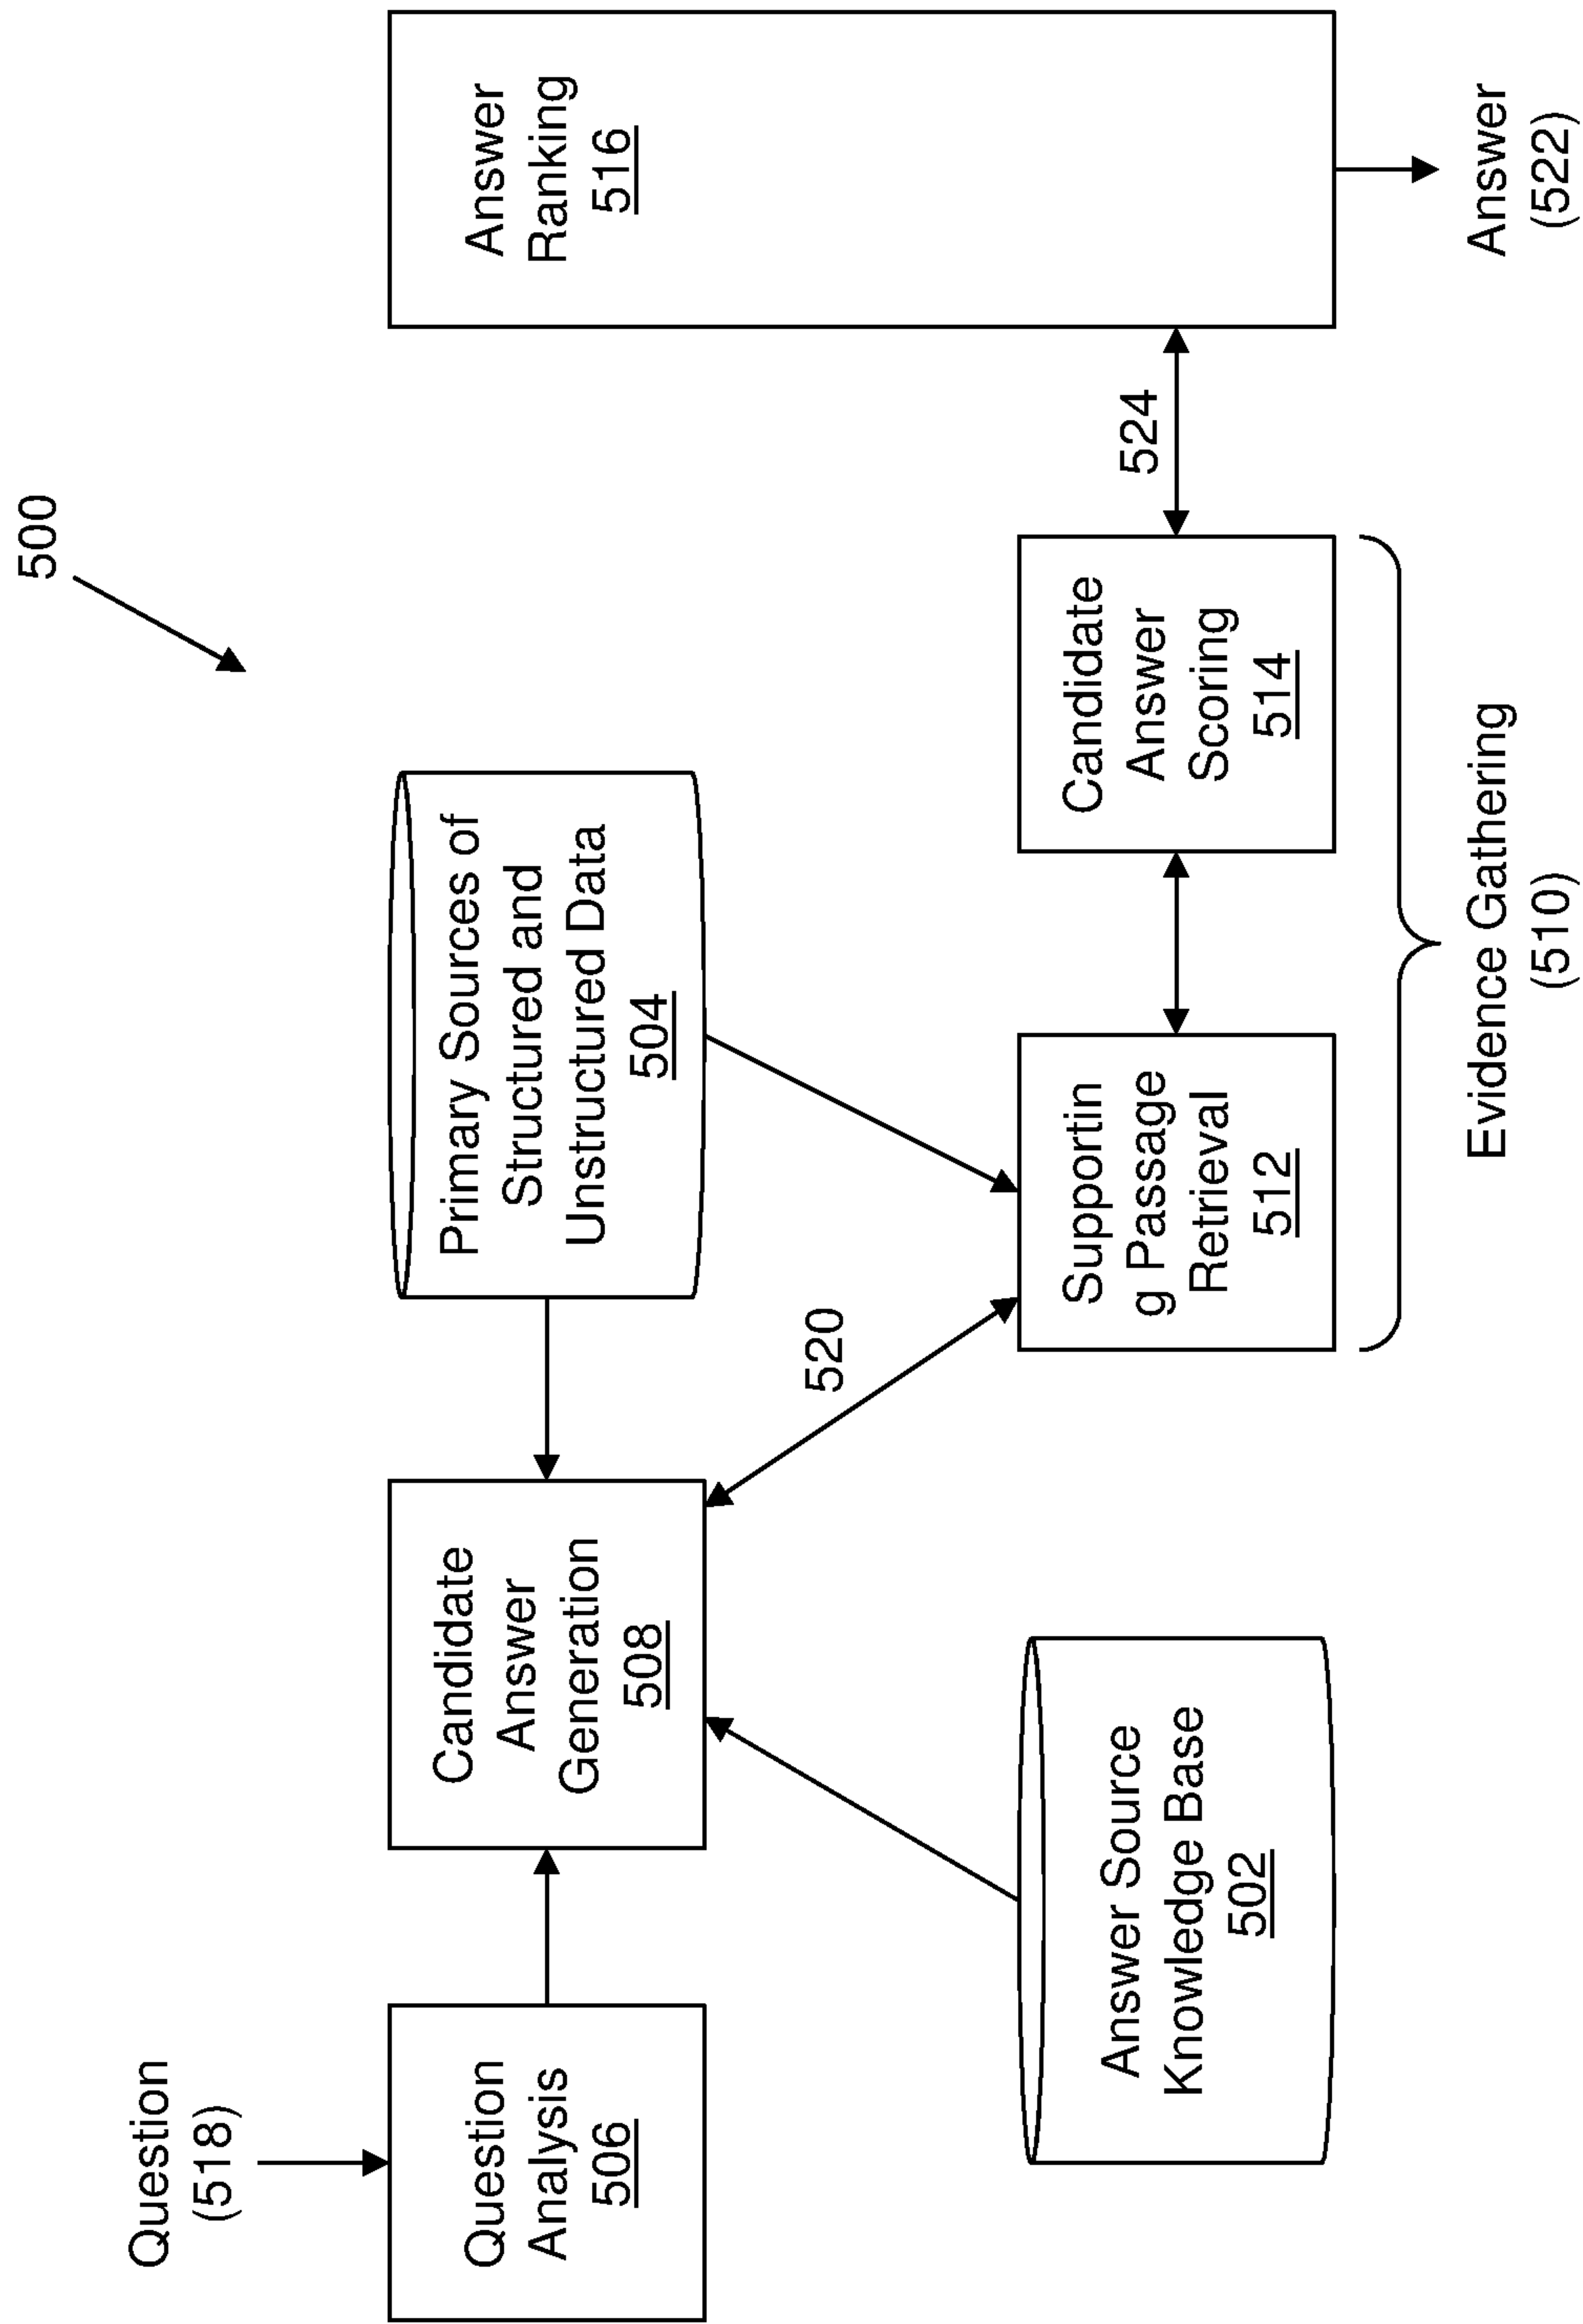 500
Question
(518)
Question
Analysis
506
Candidate
Answer
Generation
508
Primary Sources of
Structured and
Unstructured Data
504
Answer
Ranking
516
520
524
Answer Source
Knowledge Base
502
Supportin
g Passage
Retrieval
512
Candidate
Answer
Scoring
514
Evidence Gathering
(510)
Answer
(522)